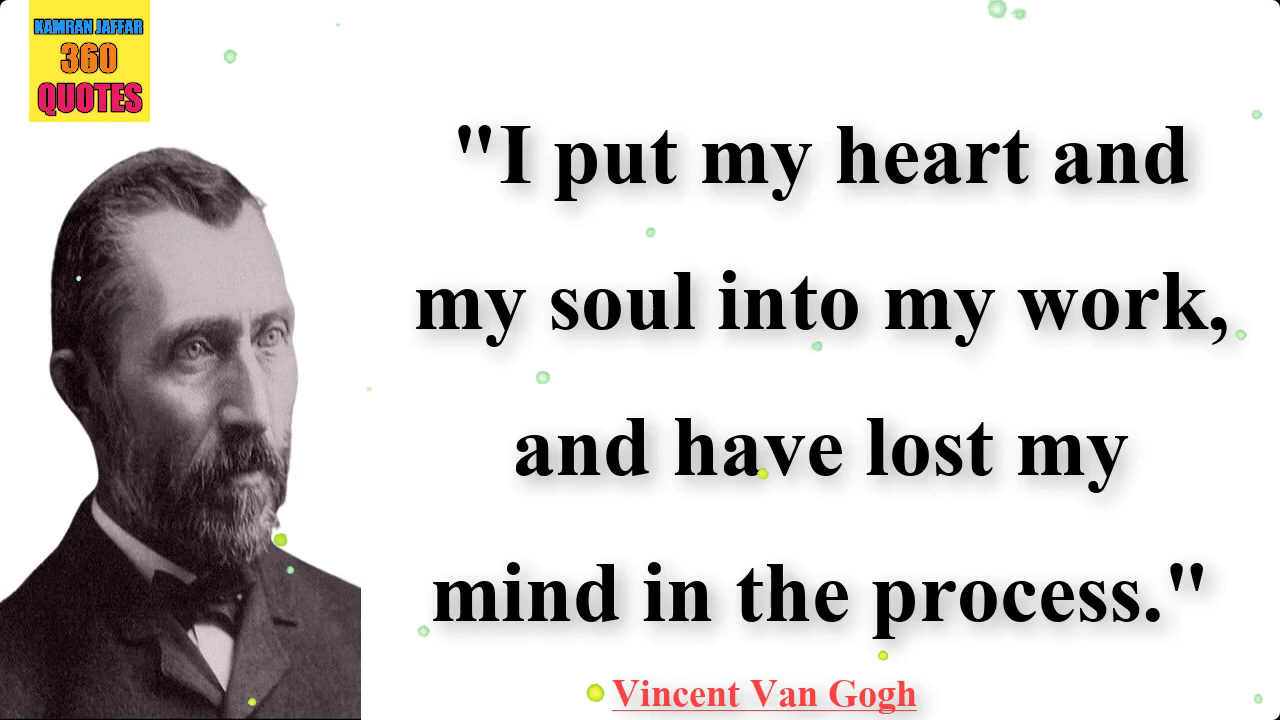 KAMRAN JAFFAR
360
QUOTES
"I put my heart and
my soul into my work,
and have lost my
mind in the process."
Vincent Van Gogh